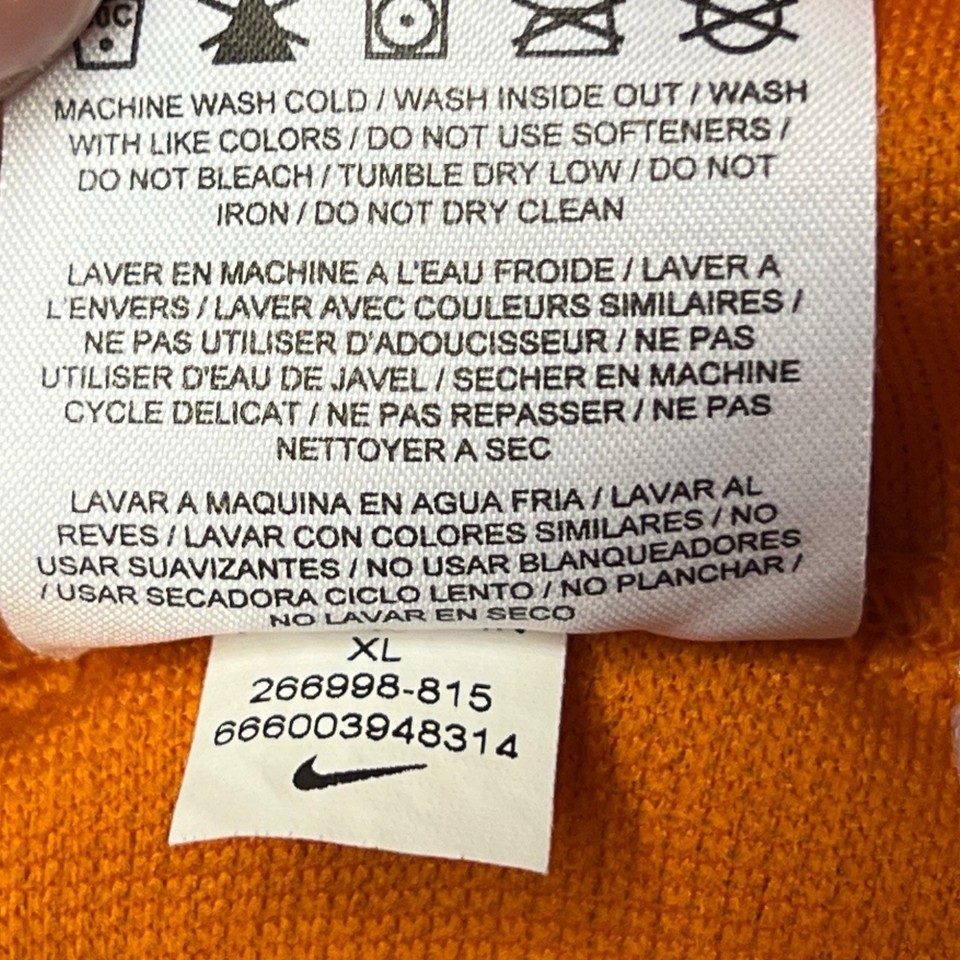 MACHINE WASH COLD / WASH INSIDE OUT / WASH
WITH LIKE COLORS / DO NOT USE SOFTENERS /
DO NOT BLEACH / TUMBLE DRY LOW / DO NOT
IRON / DO NOT DRY CLEAN
LAVER EN MACHINE A L'EAU FROIDE / LAVER A
L'ENVERS / LAVER AVEC COULEURS SIMILAIRES /
NE PAS UTILISER D'ADOUCISSEUR / NE PAS
UTILISER D'EAU DE JAVEL / SECHER EN MACHINE
CYCLE DELICAT / NE PAS REPASSER / NE PAS
NETTOYER A SEC
LAVAR A MAQUINA EN AGUA FRIA / LAVAR AL
REVES / LAVAR CON COLORES SIMILARES / NO
USAR SUAVIZANTES / NO USAR BLANQUEADORES
/ USAR SECADORA CICLO LENTO / NO PLANCHAR /
NO LAVAR EN SECO
XL
266998-815
666003948314